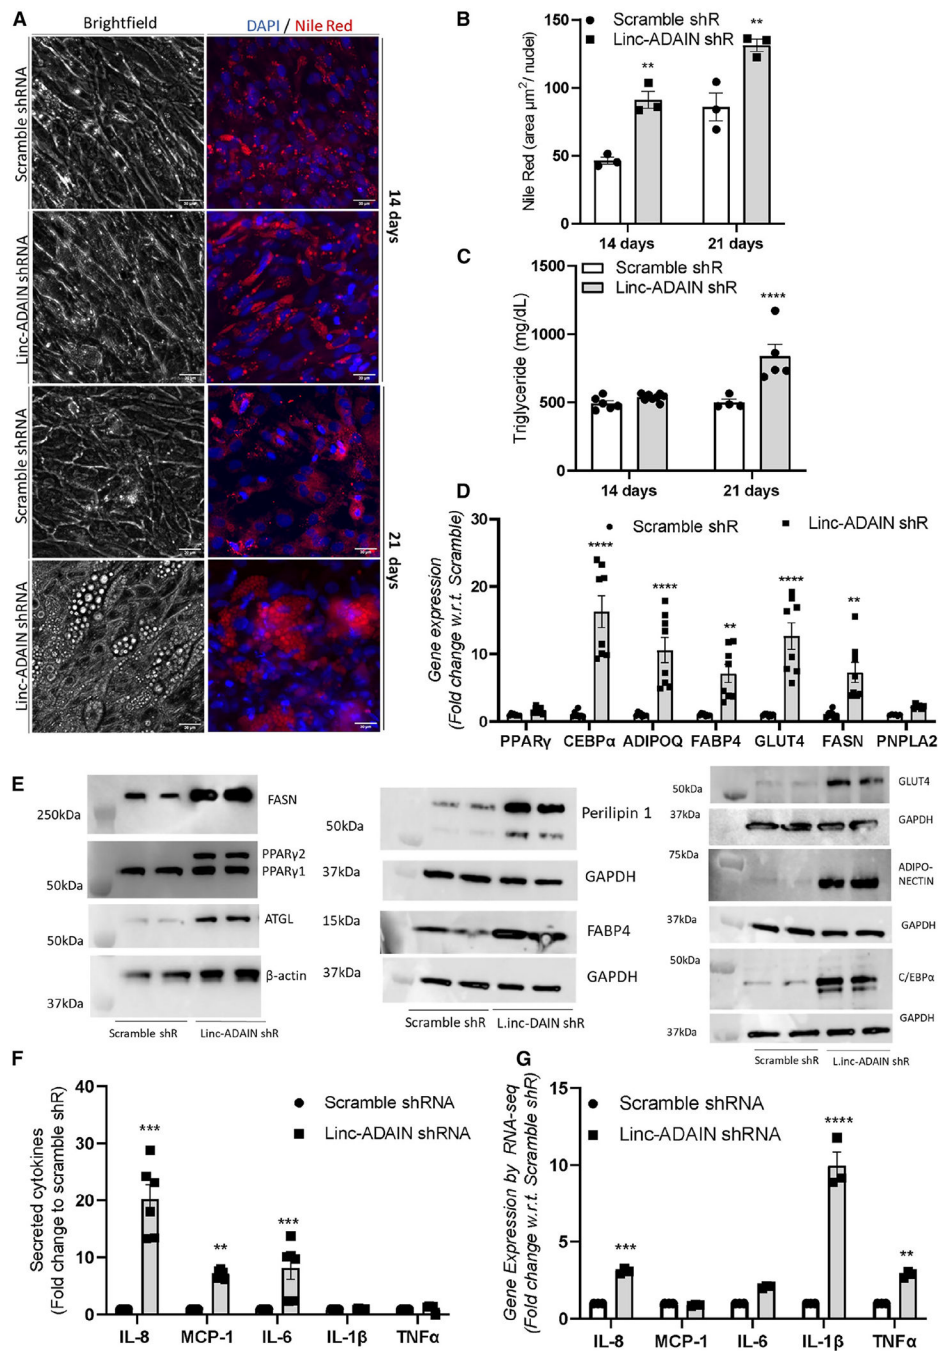 A
Brightfield
DAPI / Nile Red
Scramble shRNA
Linc-ADAIN shRNA
14 days
Scramble shRNA
Linc-ADAIN shRNA
21 days
B
Scramble shR
Linc-ADAIN shR
Nile Red (area μm²/ nuclei)
150
100
50
0
**
**
14 days
21 days
C
Scramble shR
Linc-ADAIN shR
Triglyceride (mg/dL)
1500
1000
500
0
****
14 days
21 days
D
Scramble shR
Linc-ADAIN shR
Gene expression
(Fold change w.r.t. Scramble)
30
20
10
0
****
****
**
****
**
PPARγ
CEBPα
ADIPOQ
FABP4
GLUT4
FASN
PNPLA2
E
250kDa
FASN
PPARγ2
PPARγ1
50kDa
ATGL
50kDa
β-actin
37kDa
Scramble shR
Linc-ADAIN shR
Perilipin 1
50kDa
37kDa
GAPDH
15kDa
FABP4
37kDa
GAPDH
Scramble shR
L.inc-DAIN shR
GLUT4
50kDa
37kDa
GAPDH
75kDa
ADIPO-
NECTIN
37kDa
GAPDH
50kDa
C/EBPα
GAPDH
37kDa
Scramble shR
L.inc-ADAIN shR
F
Scramble shRNA
Linc-ADAIN shRNA
Secreted cytokines
(Fold change to scramble shR)
40
30
20
10
0
***
**
***
IL-8
MCP-1
IL-6
IL-1β
TNFα
G
Scramble shRNA
Linc-ADAIN shRNA
Gene Expression by RNA-seq
(Fold change w.r.t. Scramble shR)
15
10
5
0
***
****
**
IL-8
MCP-1
IL-6
IL-1β
TNFα